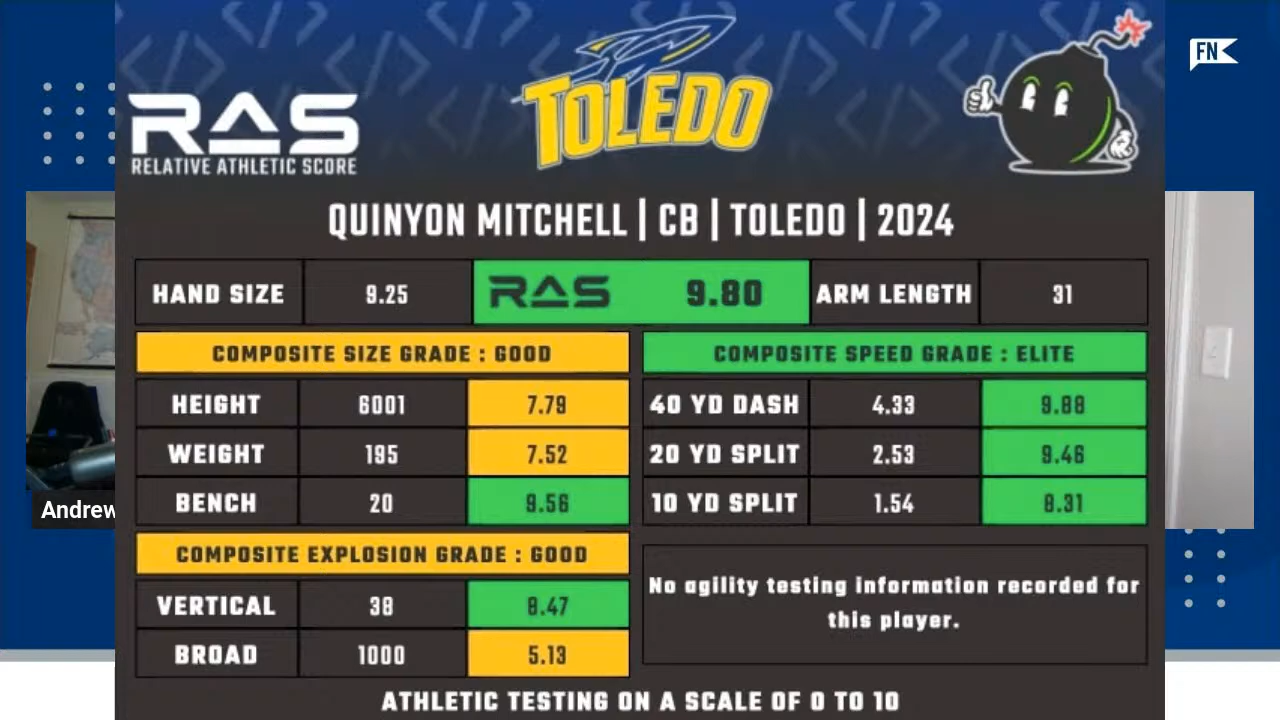 FN
TOLEDO
RAS
RELATIVE ATHLETIC SCORE
QUINYON MITCHELL | CB | TOLEDO | 2024
HAND SIZE 9.25 RAS 9.80 ARM LENGTH 31
COMPOSITE SIZE GRADE : GOOD
HEIGHT 6001 7.79
WEIGHT 195 7.52
BENCH 20 9.56
COMPOSITE SPEED GRADE : ELITE
40 YD DASH 4.33 9.88
20 YD SPLIT 2.53 9.46
10 YD SPLIT 1.54 8.31
COMPOSITE EXPLOSION GRADE : GOOD
VERTICAL 38 8.47
BROAD 1000 5.13
No agility testing information recorded for
this player.
ATHLETIC TESTING ON A SCALE OF 0 TO 10
Andrew